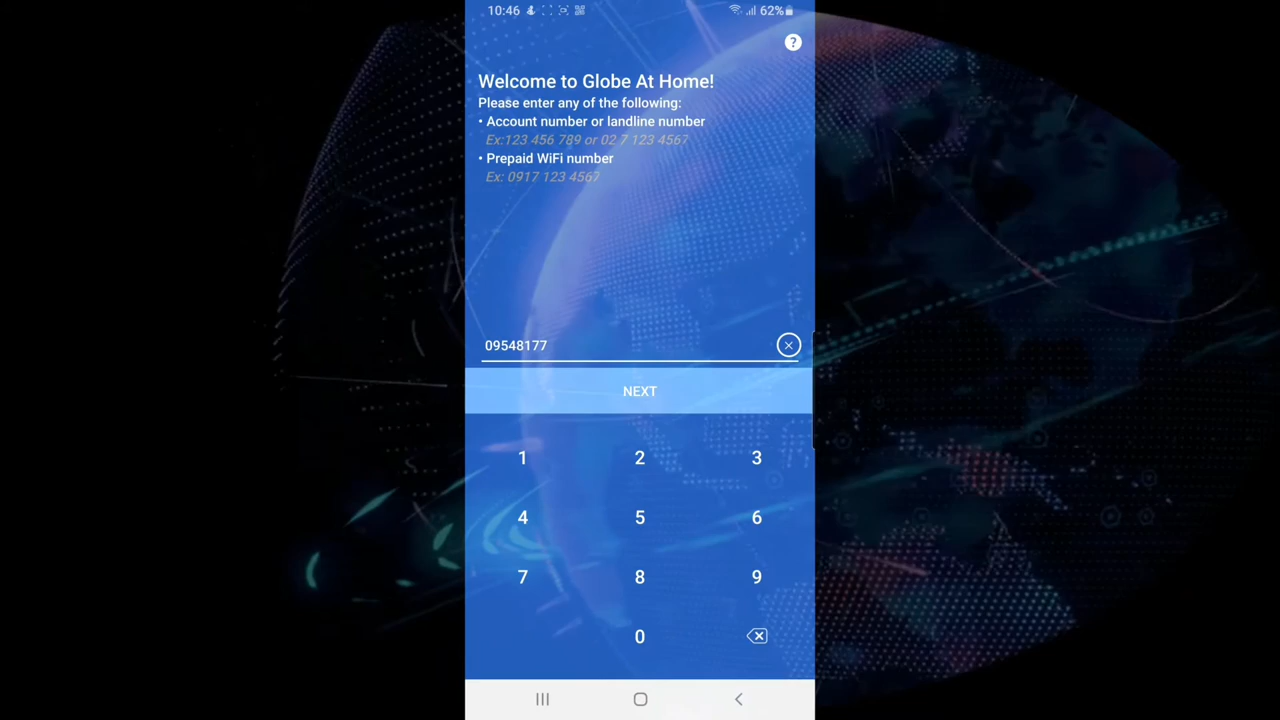 10:46 62%
?
Welcome to Globe At Home!
Please enter any of the following:
• Account number or landline number
Ex:123 456 789 or 02 7 123 4567
• Prepaid WiFi number
Ex: 0917 123 4567
09548177
NEXT
1 2 3
4 5 6
7 8 9
0